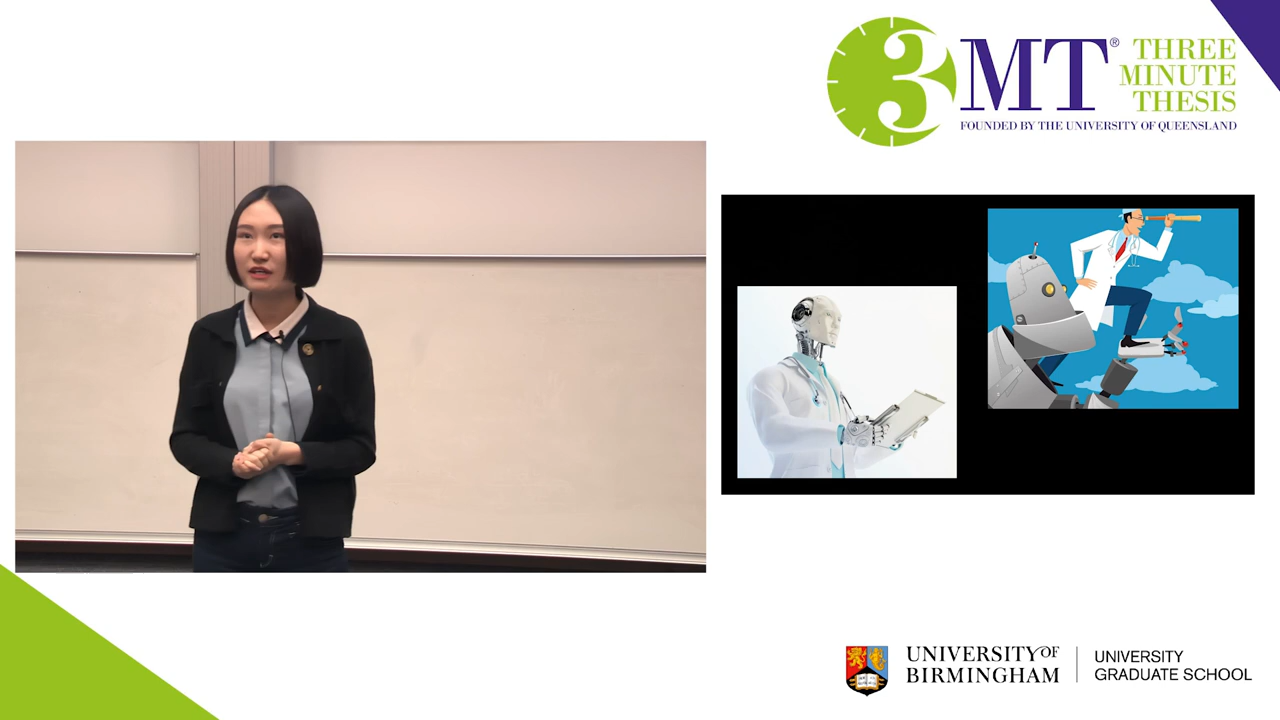 3MT® THREE
MINUTE
THESIS
FOUNDED BY THE UNIVERSITY OF QUEENSLAND
UNIVERSITY OF
BIRMINGHAM
UNIVERSITY
GRADUATE SCHOOL